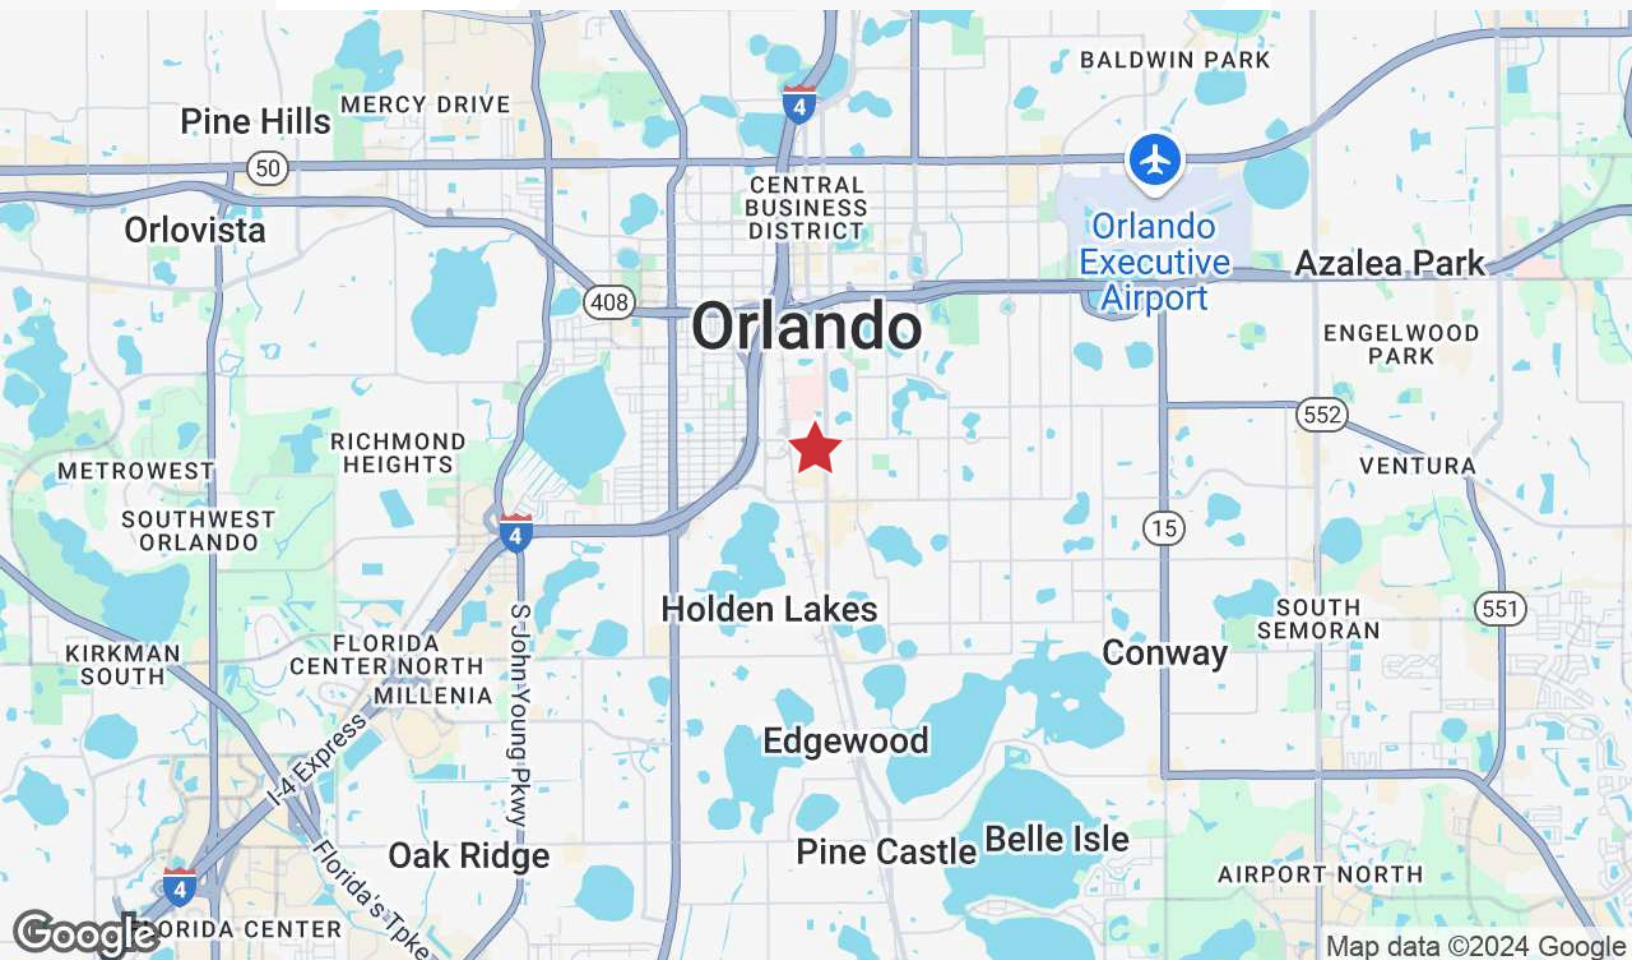 BALDWIN PARK
4
MERCY DRIVE
Pine Hills
50
CENTRAL
BUSINESS
DISTRICT
Orlovista
Orlando
Executive
Airport
Azalea Park
408
Orlando
ENGELWOOD
PARK
552
RICHMOND
HEIGHTS
METROWEST
VENTURA
SOUTHWEST
ORLANDO
4
15
Holden Lakes
551
SOUTH
SEMORAN
FLORIDA
CENTER NORTH
KIRKMAN
SOUTH
Conway
MILLENIA
S John Young Pkwy
Edgewood
I-4 Express
Pine Castle
Belle Isle
Oak Ridge
Florida's Tpke
4
AIRPORT NORTH
FLORIDA CENTER
Google
Map data ©2024 Google